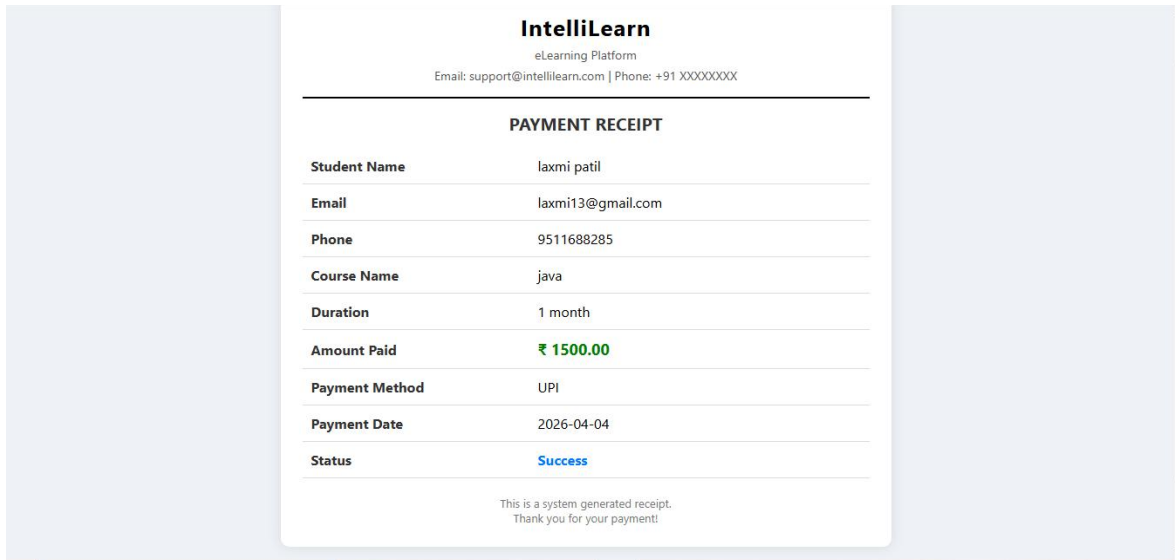 IntelliLearn
eLearning Platform
Email: support@intellilearn.com | Phone: +91 XXXXXXXX
PAYMENT RECEIPT
Student Name laxmi patil
Email laxmi13@gmail.com
Phone 9511688285
Course Name java
Duration 1 month
Amount Paid ₹ 1500.00
Payment Method UPI
Payment Date 2026-04-04
Status Success
This is a system generated receipt.
Thank you for your payment!